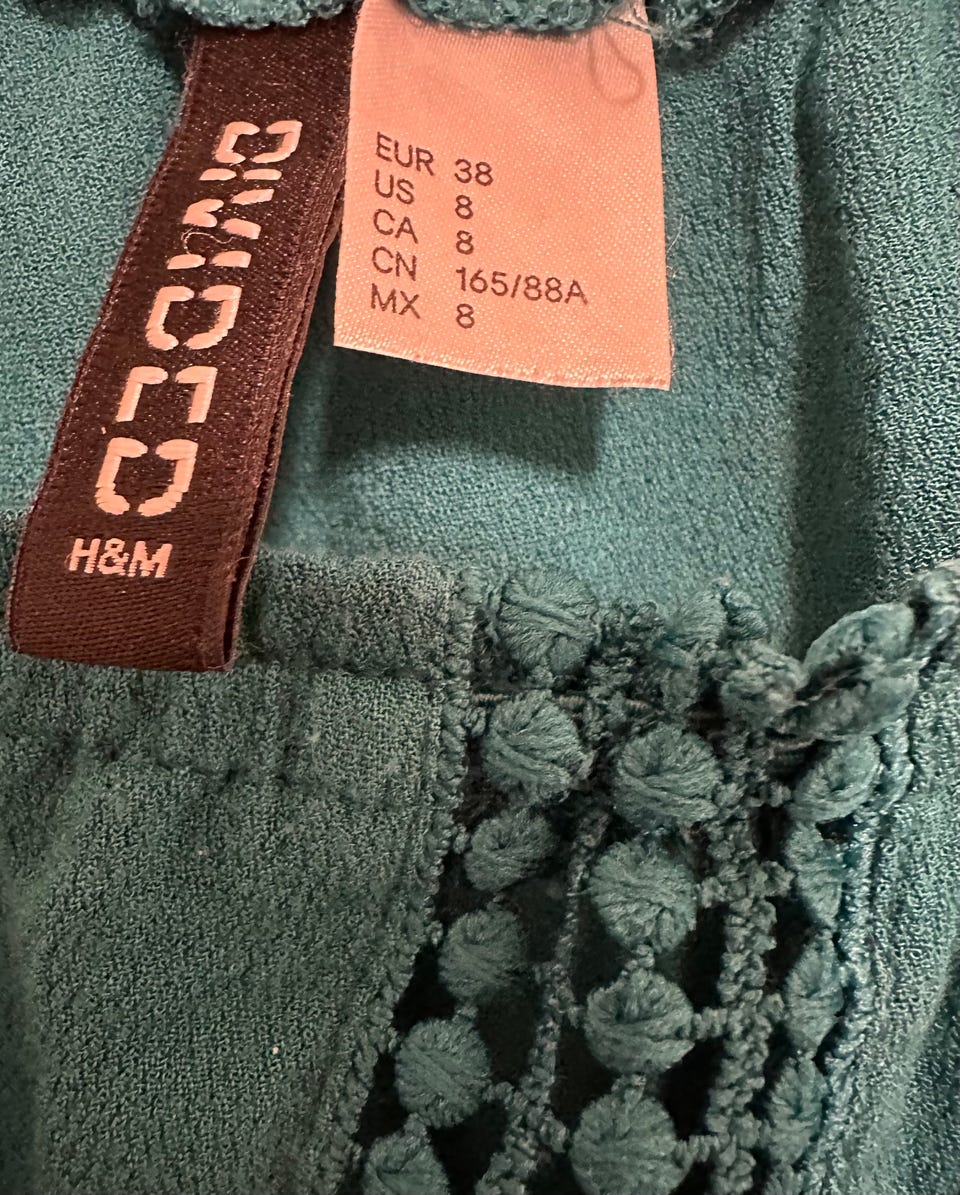 DIVIDED
H&M
EUR 38
US 8
CA 8
CN 165/88A
MX 8